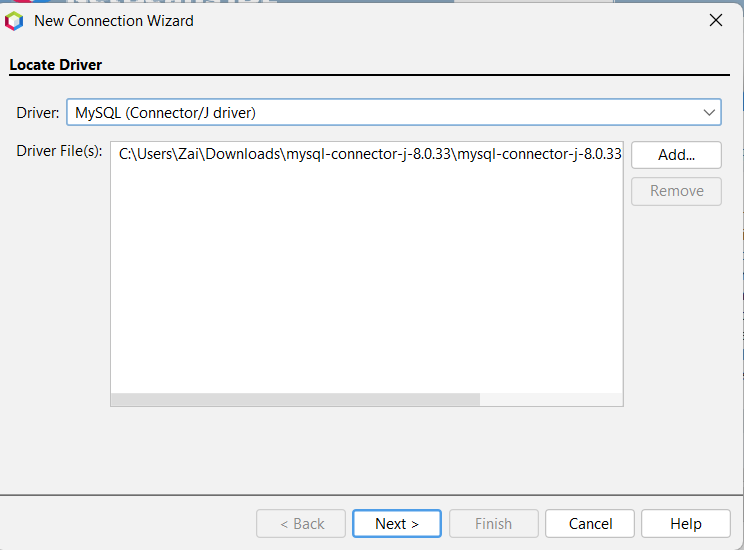 New Connection Wizard
Locate Driver
Driver: MySQL (Connector/J driver)
Driver File(s): C:\Users\Zai\Downloads\mysql-connector-j-8.0.33\mysql-connector-j-8.0.33
Add...
Remove
< Back
Next >
Finish
Cancel
Help